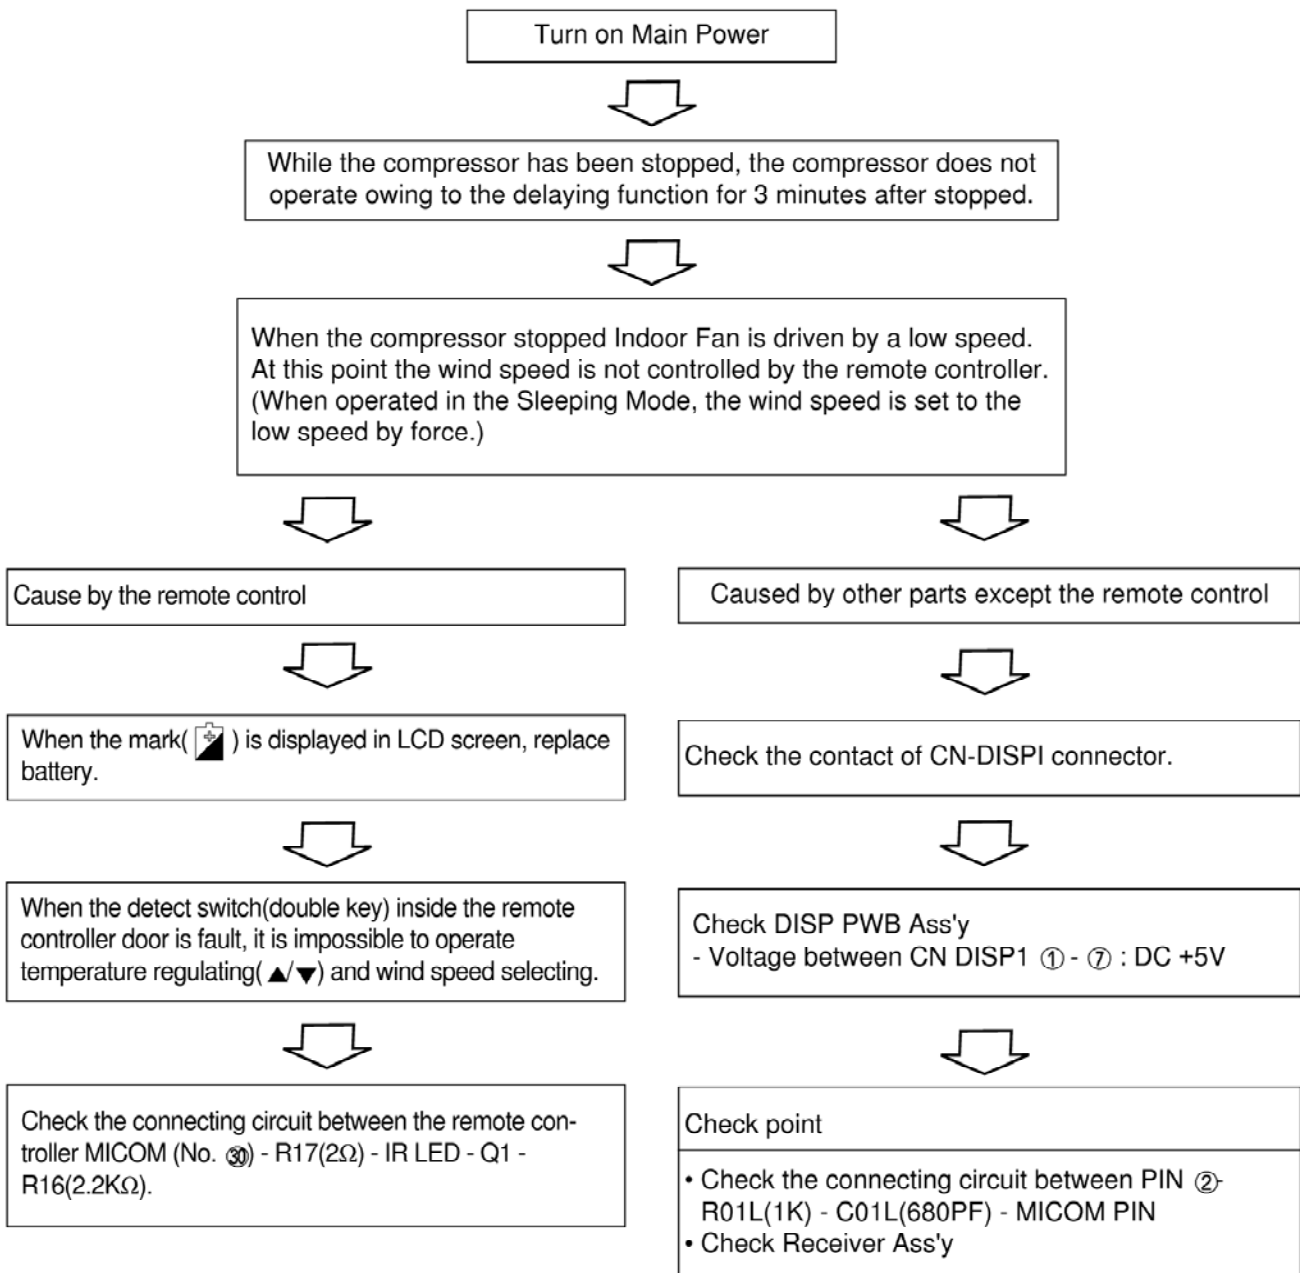 Turn on Main Power
While the compressor has been stopped, the compressor does not
operate owing to the delaying function for 3 minutes after stopped.
When the compressor stopped Indoor Fan is driven by a low speed.
At this point the wind speed is not controlled by the remote controller.
(When operated in the Sleeping Mode, the wind speed is set to the
low speed by force.)
Cause by the remote control
When the mark( ) is displayed in LCD screen, replace
battery.
When the detect switch(double key) inside the remote
controller door is fault, it is impossible to operate
temperature regulating(▲/▼) and wind speed selecting.
Check the connecting circuit between the remote con-
troller MICOM (No. ㉚) - R17(2Ω) - IR LED - Q1 -
R16(2.2KΩ).
Caused by other parts except the remote control
Check the contact of CN-DISPI connector.
Check DISP PWB Ass'y
- Voltage between CN DISP1 ① - ⑦ : DC +5V
Check point
• Check the connecting circuit between PIN ②-
R01L(1K) - C01L(680PF) - MICOM PIN
• Check Receiver Ass'y